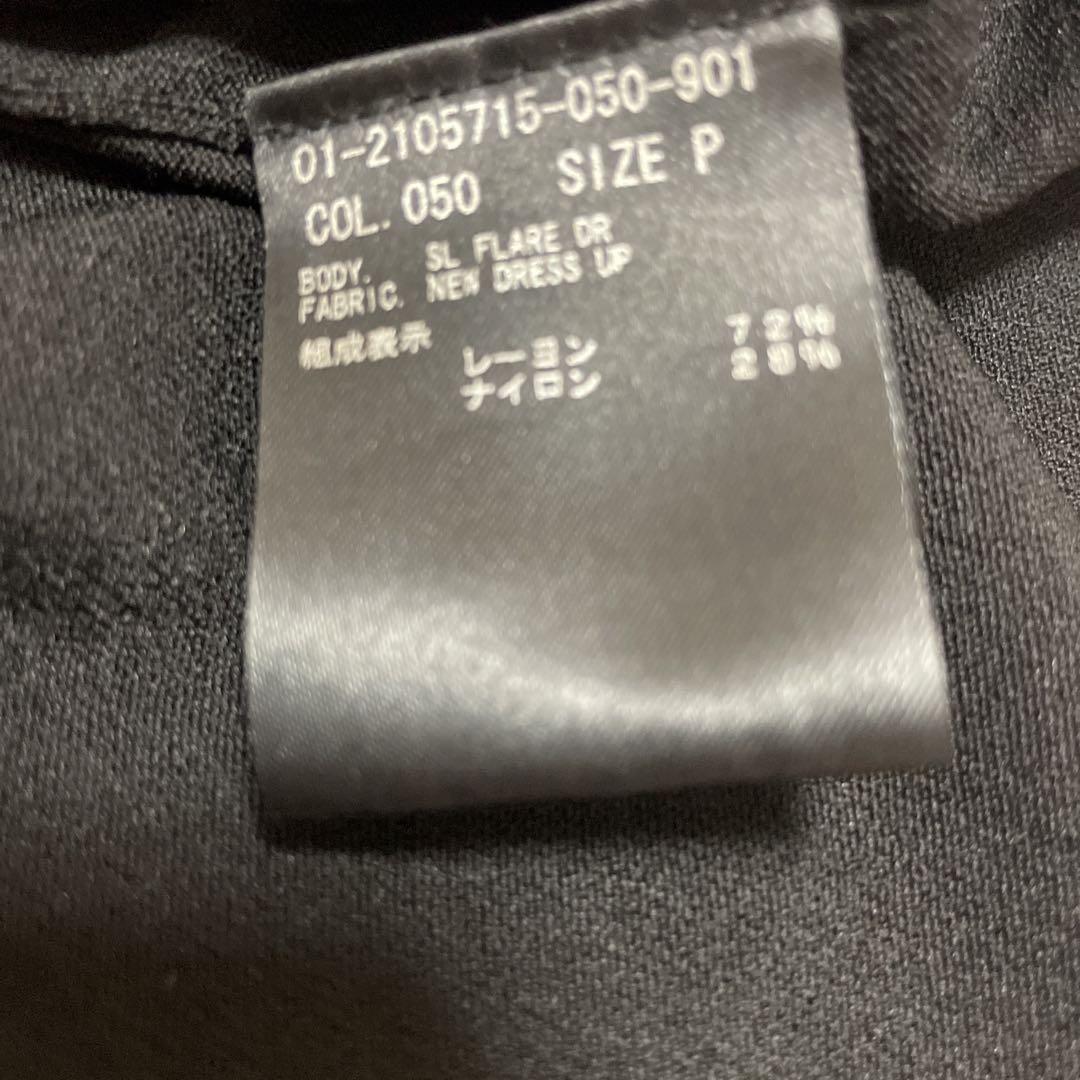 01-2105715-050-901
COL. 050 SIZE P
BODY. SL FLARE DR
FABRIC. NEW DRESS UP
組成表示 レーヨン 72%
ナイロン 28%